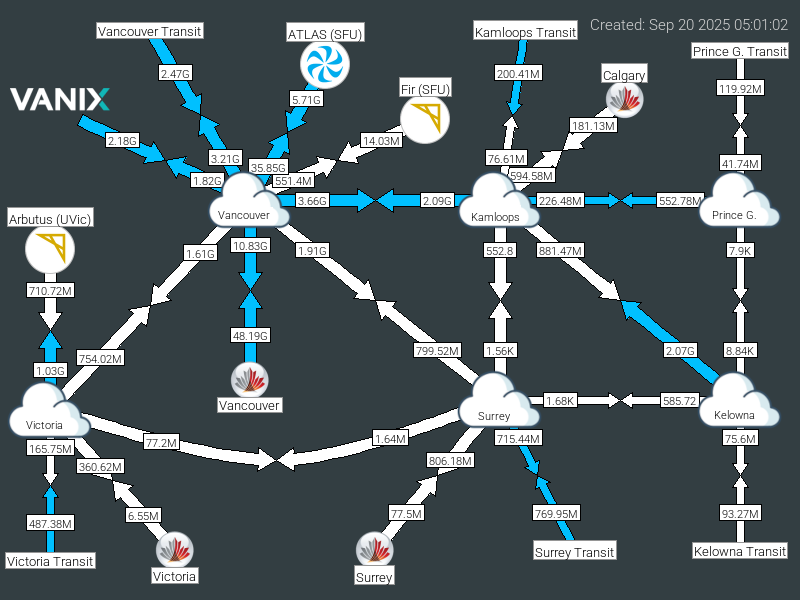 Created: Sep 20 2025 05:01:02
Vancouver Transit
ATLAS (SFU)
Kamloops Transit
Prince G. Transit
2.47G
200.41M
Calgary
119.92M
Fir (SFU)
VANIX
5.71G
181.13M
2.18G
14.03M
3.21G
76.61M
41.74M
35.85G
594.58M
1.82G
551.4M
3.66G
2.09G
226.48M
552.78M
Arbutus (UVic)
Vancouver
Kamloops
Prince G.
10.83G
1.61G
1.91G
552.8
881.47M
7.9K
710.72M
48.19G
754.02M
799.52M
1.56K
2.07G
8.84K
1.03G
Vancouver
1.68K
585.72
Victoria
Surrey
Kelowna
165.75M
77.2M
1.64M
715.44M
75.6M
360.62M
806.18M
487.38M
6.55M
77.5M
769.95M
93.27M
Victoria Transit
Victoria
Surrey
Surrey Transit
Kelowna Transit